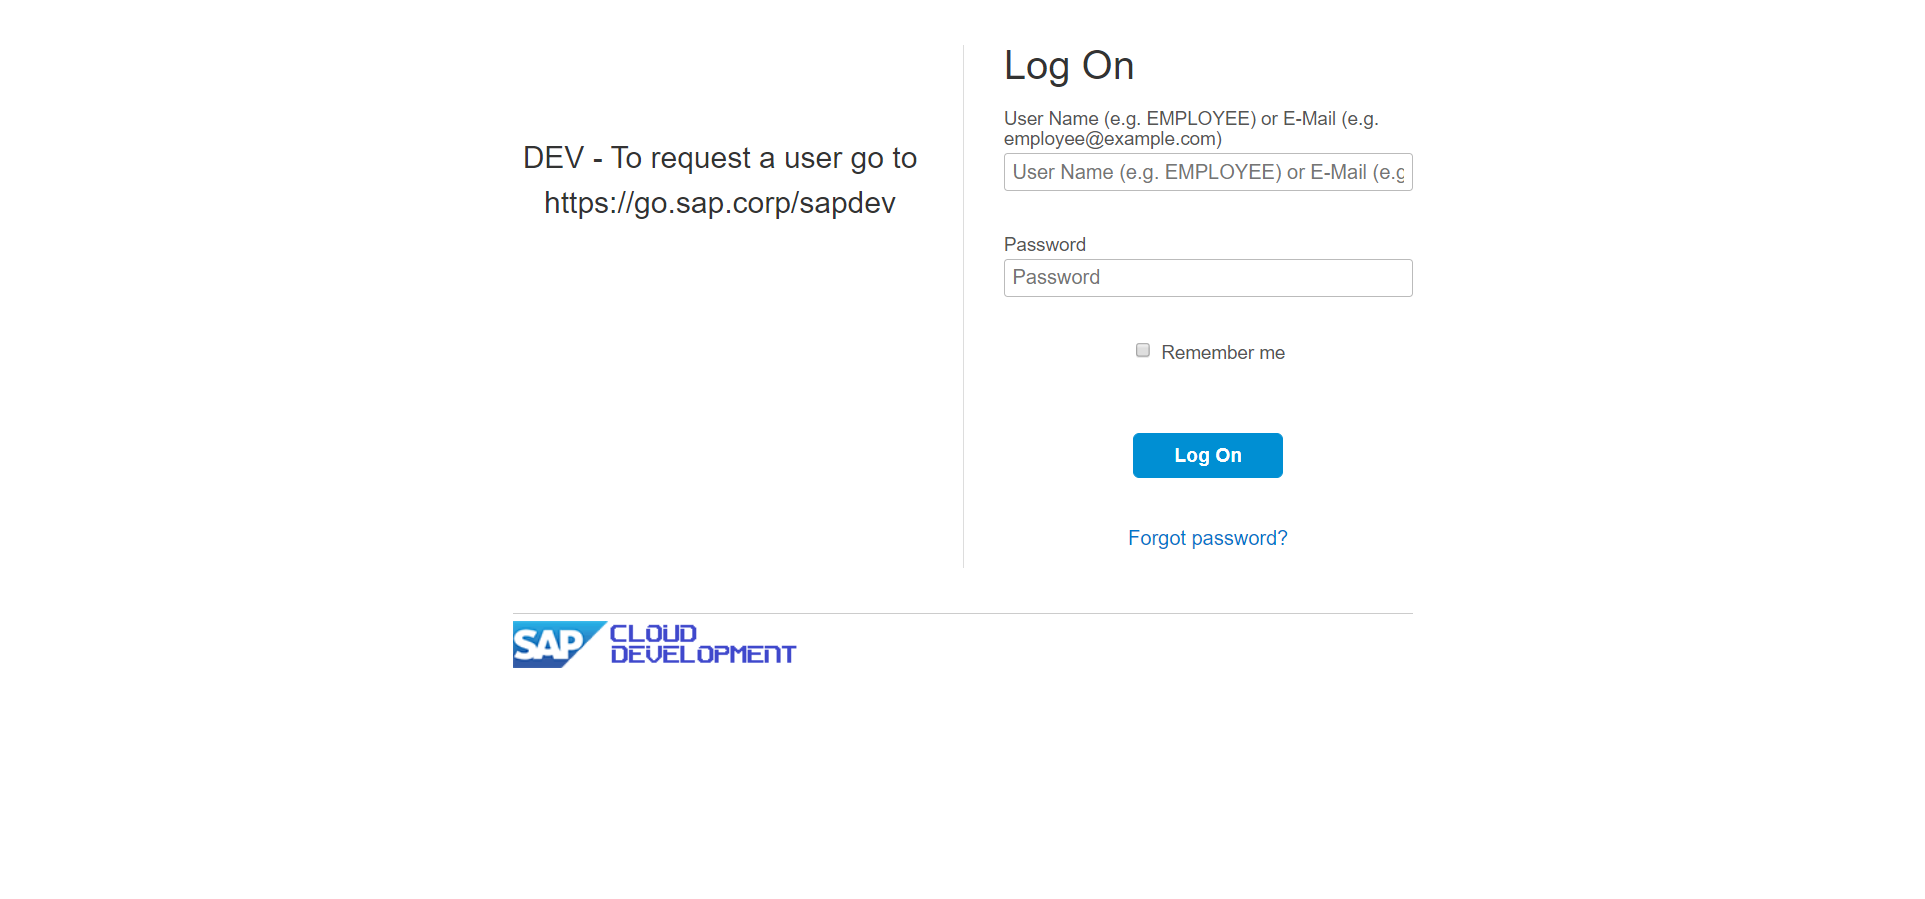 DEV - To request a user go to
https://go.sap.corp/sapdev
Log On
User Name (e.g. EMPLOYEE) or E-Mail (e.g.
employee@example.com)
User Name (e.g. EMPLOYEE) or E-Mail (e.g
Password
Password
Remember me
Log On
Forgot password?
SAP CLOUD
DEVELOPMENT